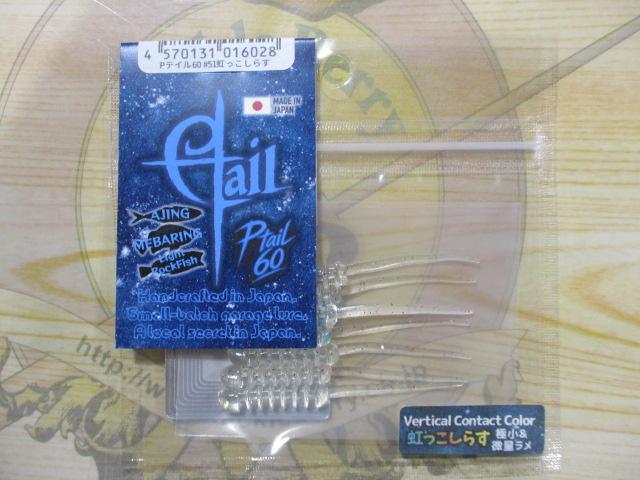 4 570131 016028
Pテイル60 #51虹っこしらす
MADE IN
JAPAN
Ptail
AJING
MEBARING
Light
RockFish
Ptail
60
Handcrafted in Japan.
Small-batch garage lure.
A local secret in Japan.
Vertical Contact Color
虹っこしらす 極小&
微量ラメ
Berry
http://w